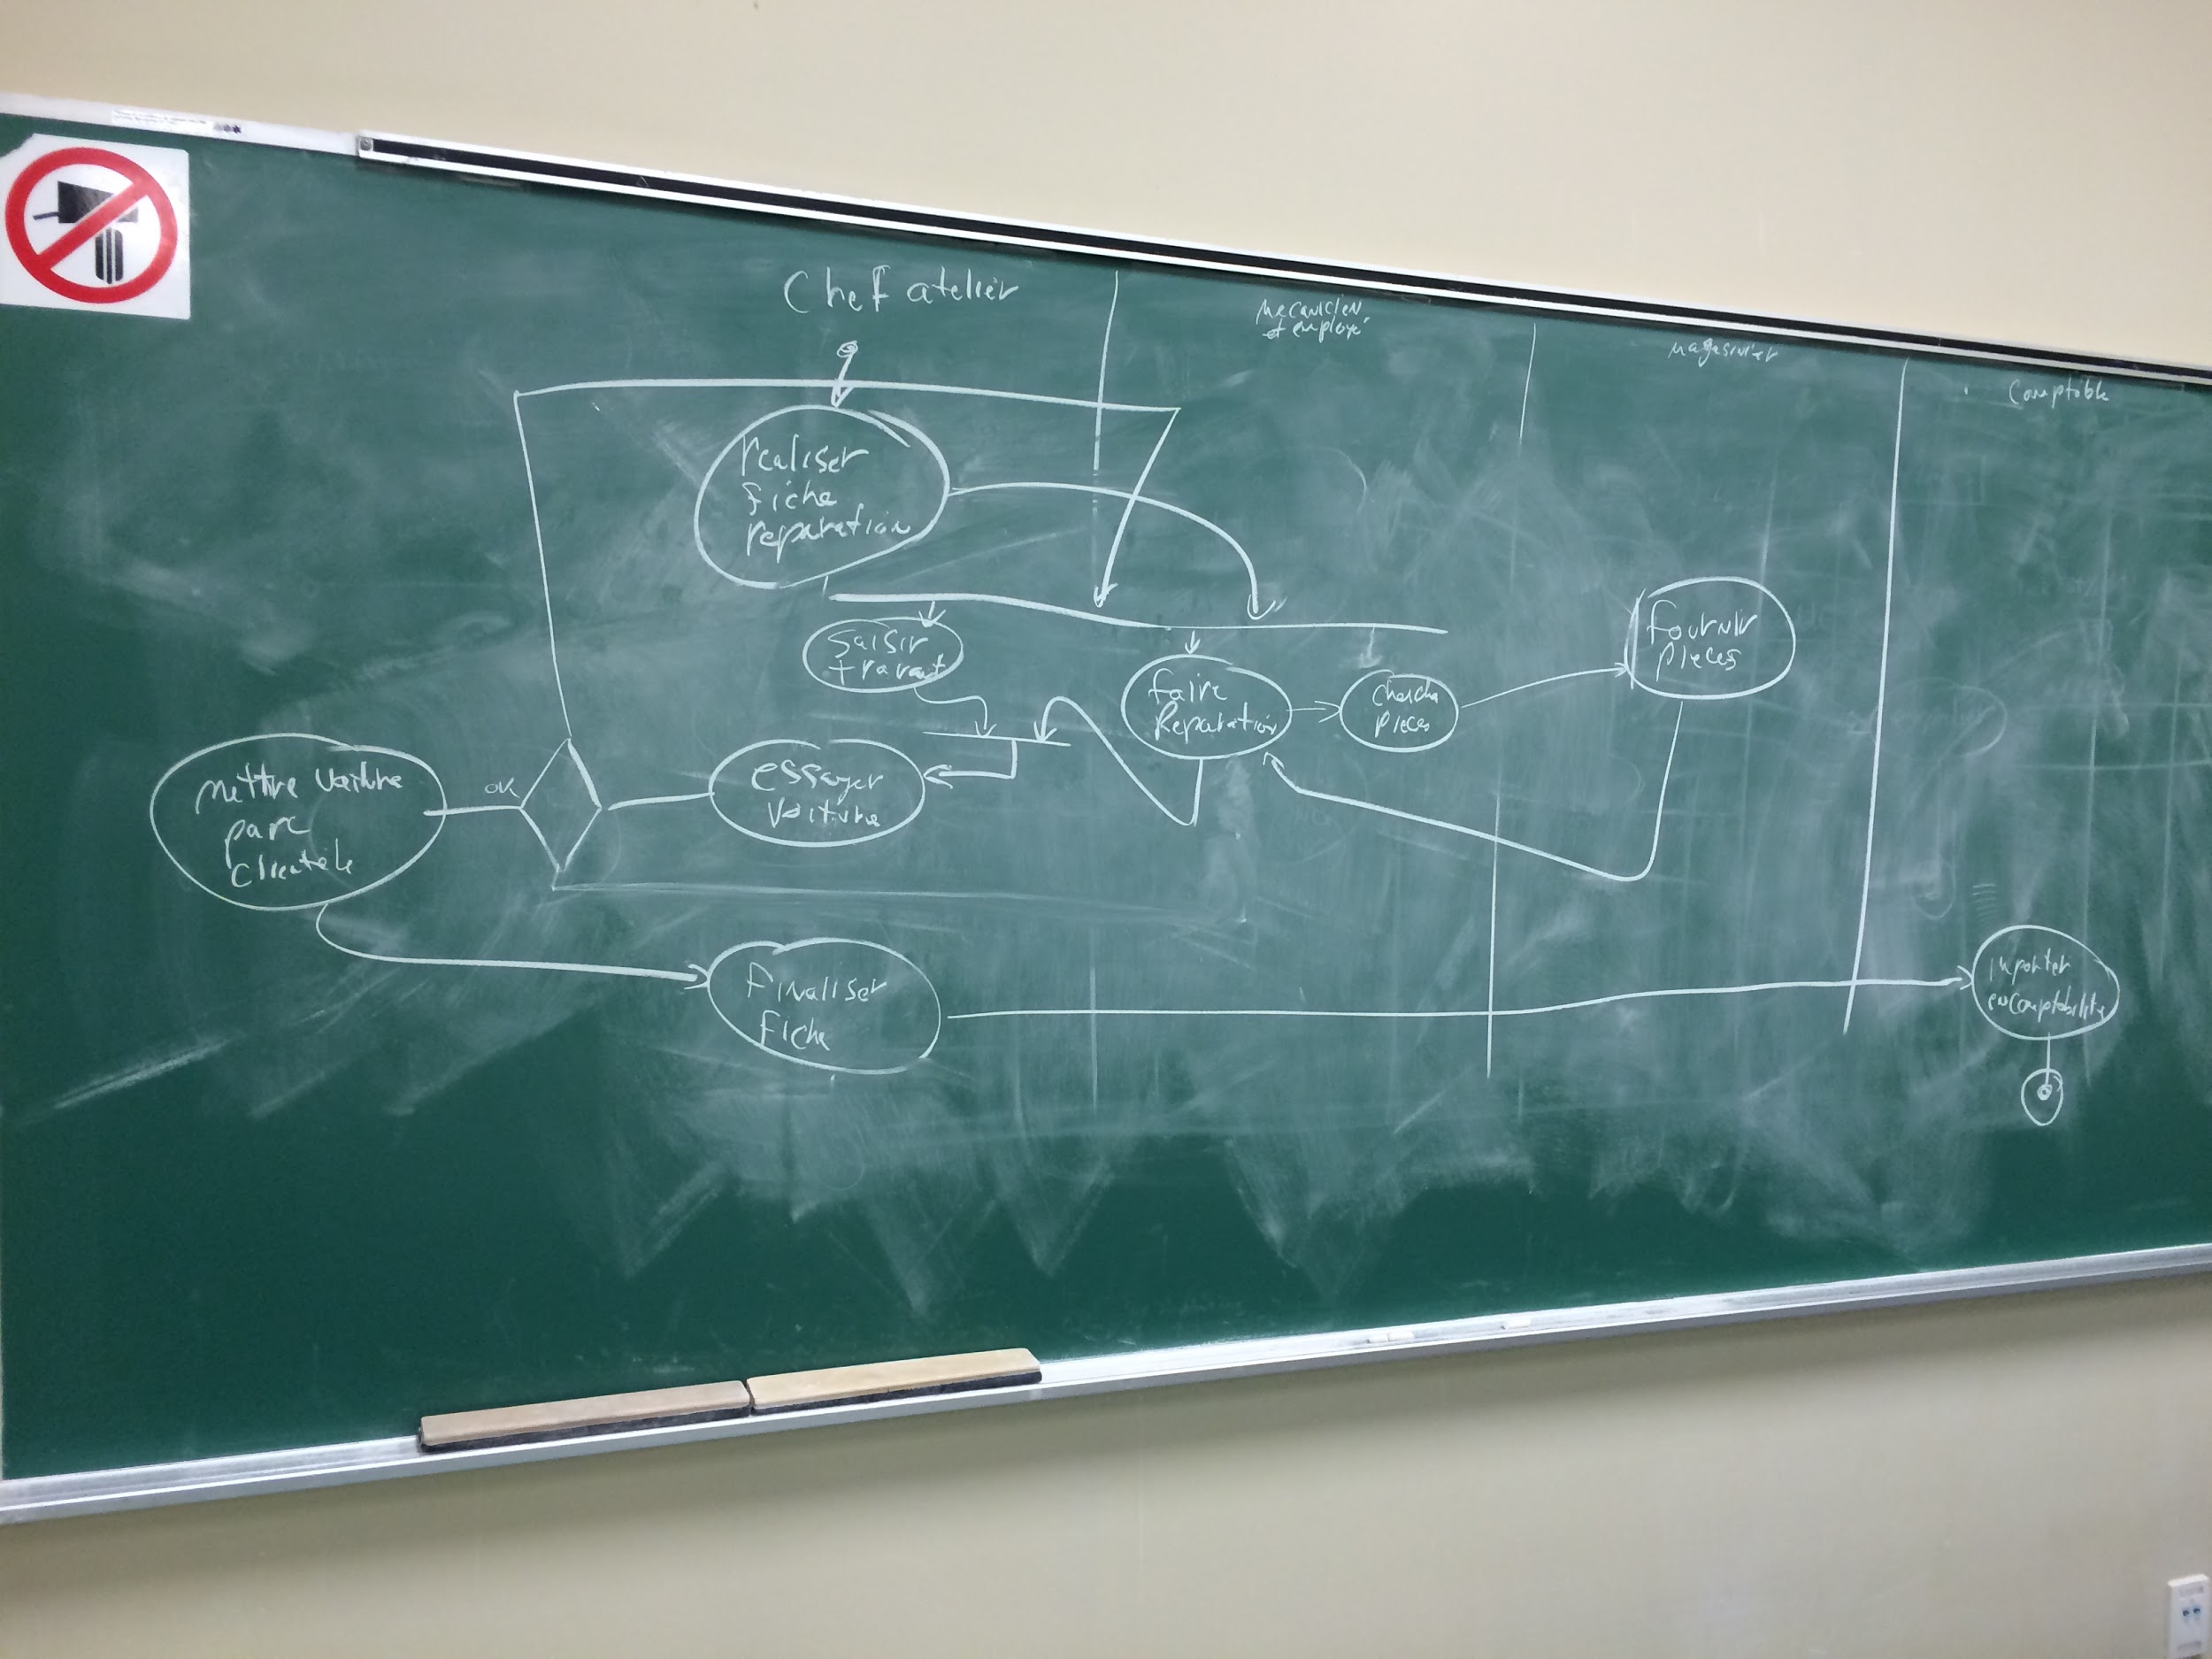 Chef atelier
mecanicien
et employé
magasinier
Comptable
realiser
fiche
reparation
saisir
travail
faire
Reparation
cherche
pieces
fournir
pieces
essayer
voiture
OK
Mettre voiture
parc
Clientele
finaliser
fiche
importer
en comptabilité